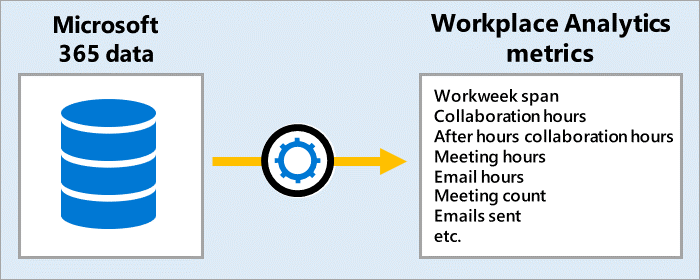 Microsoft
365 data
Workplace Analytics
metrics
Workweek span
Collaboration hours
After hours collaboration hours
Meeting hours
Email hours
Meeting count
Emails sent
etc.